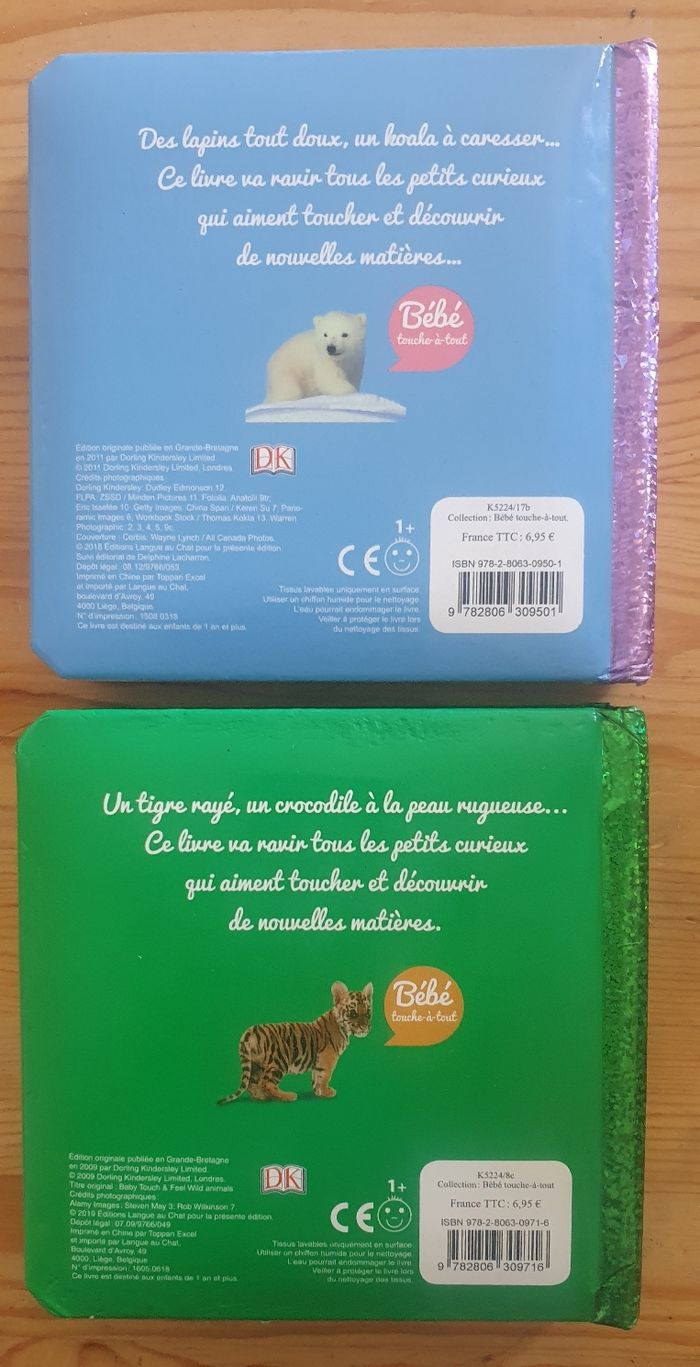 Des lapins tout doux, un koala à caresser...
Ce livre va ravir tous les petits curieux
qui aiment toucher et découvrir
de nouvelles matières...
Bébé
touche-à-tout
Édition originale publiée en Grande-Bretagne
en 2011 par Dorling Kindersley Limited.
© 2011 Dorling Kindersley Limited, Londres.
Crédits photographiques
Dorling Kindersley: Dudley Edmonson 12.
FLPA: ZSSD / Minden Pictures 11. Fotolia: Anatolii 9tr,
Eric Isselée 10. Getty Images: China Span / Keren Su 7; Pano-
ramic Images 6, Workbook Stock / Thomas Kokta 13. Warren
Photographic: 2, 3, 4, 5, 9c.
Couverture : Corbis: Wayne Lynch / All Canada Photos.
© 2018 Éditions Langue au Chat pour la présente édition.
Suivi éditorial de Delphine Lacharron.
Dépôt légal : 08.12/9766/053
Imprimé en Chine par Toppan Excel
et importé par Langue au Chat,
boulevard d'Avroy, 49
4000 Liège, Belgique
N° d'impression : 1508 0318
Ce livre est destiné aux enfants de 1 an et plus.
DK
1+
CE
Tissus lavables uniquement en surface.
Utiliser un chiffon humide pour le nettoyage.
L'eau pourrait endommager le livre.
Veiller à protéger le livre lors
du nettoyage des tissus.
K5224/17b
Collection : Bébé touche-à-tout.
France TTC : 6,95 €
ISBN 978-2-8063-0950-1
9 782806 309501
Un tigre rayé, un crocodile à la peau rugueuse...
Ce livre va ravir tous les petits curieux
qui aiment toucher et découvrir
de nouvelles matières.
Bébé
touche-à-tout
Édition originale publiée en Grande-Bretagne
en 2009 par Dorling Kindersley Limited.
© 2009 Dorling Kindersley Limited, Londres.
Titre original : Baby Touch & Feel Wild animals
Crédits photographiques :
Alamy Images: Steven May 3; Rob Wilkinson 7.
© 2019 Éditions Langue au Chat pour la présente édition.
Dépôt légal : 07.09/9766/049
Imprimé en Chine par Toppan Excel
et importé par Langue au Chat,
Boulevard d'Avroy, 49
4000, Liège, Belgique
N° d'impression : 1605.0618
Ce livre est destiné aux enfants de 1 an et plus.
DK
1+
CE
Tissus lavables uniquement en surface.
Utiliser un chiffon humide pour le nettoyage.
L'eau pourrait endommager le livre.
Veiller à protéger le livre lors
du nettoyage des tissus.
K5224/8c
Collection : Bébé touche-à-tout
France TTC : 6,95 €
ISBN 978-2-8063-0971-6
9 782806 309716